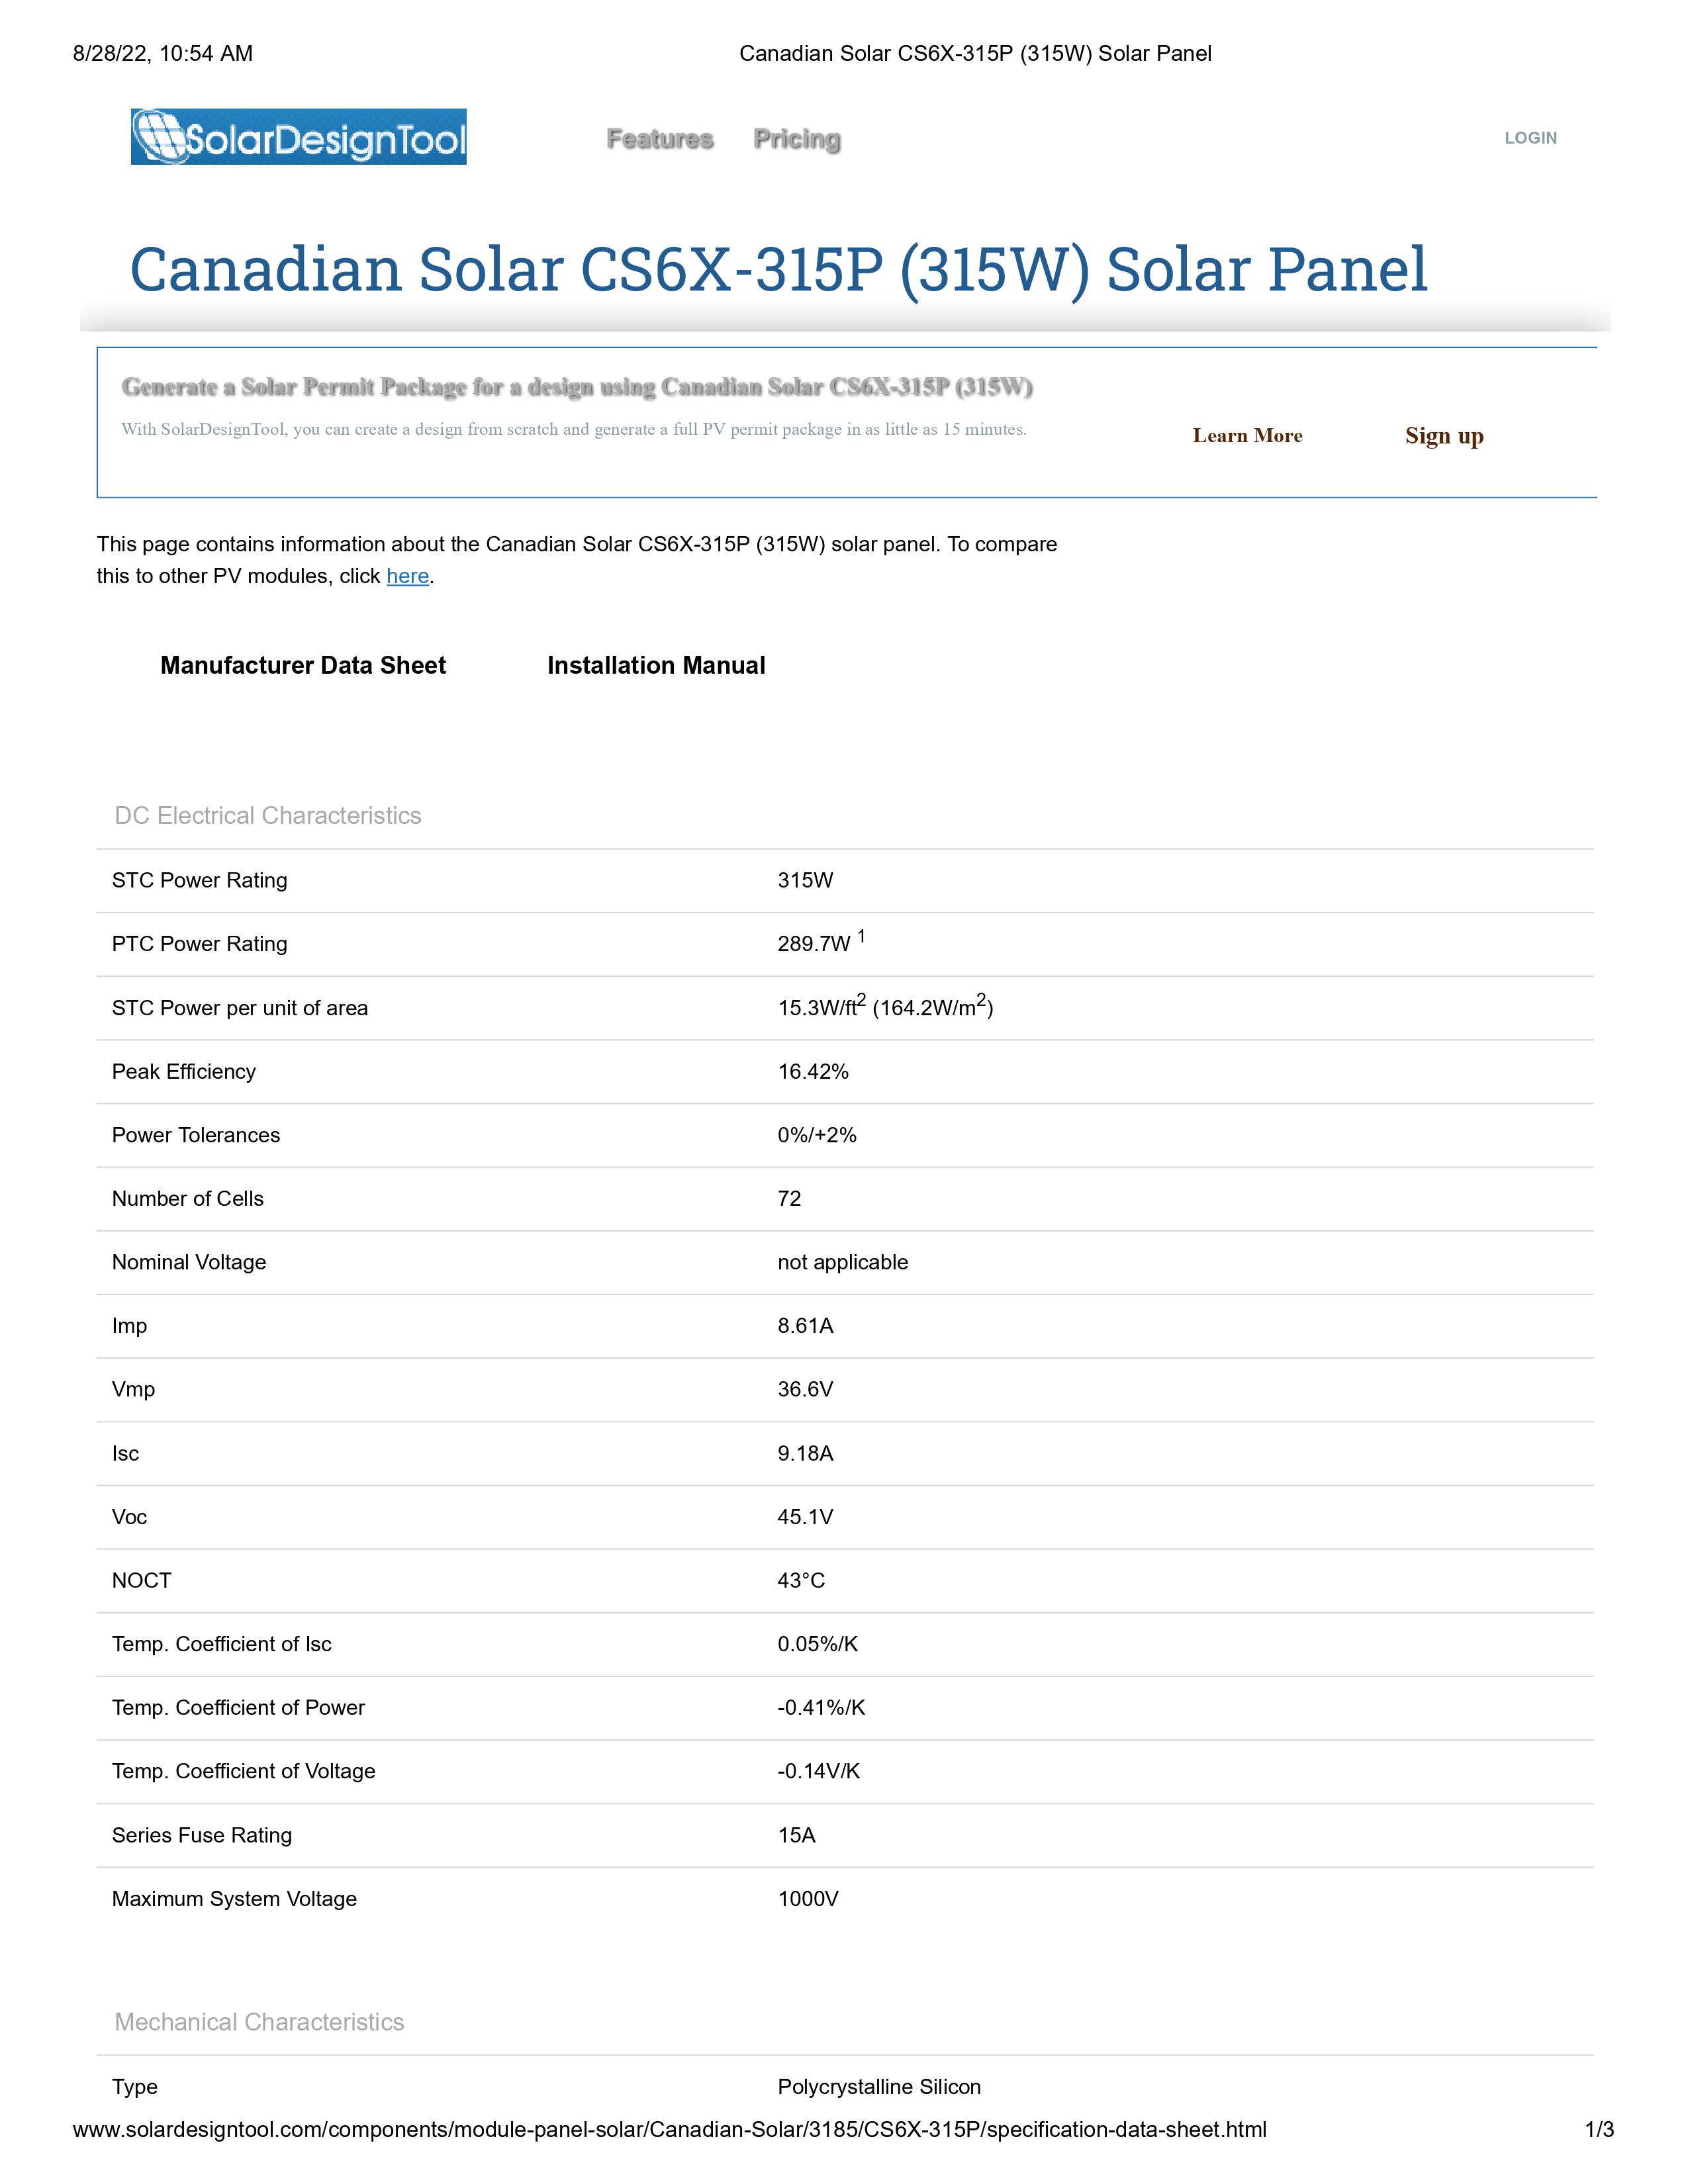 8/28/22, 10:54 AM Canadian Solar CS6X-315P (315W) Solar Panel
SolarDesignTool Features Pricing LOGIN
Canadian Solar CS6X-315P (315W) Solar Panel
Generate a Solar Permit Package for a design using Canadian Solar CS6X-315P (315W)
With SolarDesignTool, you can create a design from scratch and generate a full PV permit package in as little as 15 minutes.
Learn More Sign up
This page contains information about the Canadian Solar CS6X-315P (315W) solar panel. To compare
this to other PV modules, click here.
Manufacturer Data Sheet Installation Manual
DC Electrical Characteristics
STC Power Rating 315W
PTC Power Rating 289.7W 1
STC Power per unit of area 15.3W/ft2 (164.2W/m2)
Peak Efficiency 16.42%
Power Tolerances 0%/+2%
Number of Cells 72
Nominal Voltage not applicable
Imp 8.61A
Vmp 36.6V
Isc 9.18A
Voc 45.1V
NOCT 43°C
Temp. Coefficient of Isc 0.05%/K
Temp. Coefficient of Power -0.41%/K
Temp. Coefficient of Voltage -0.14V/K
Series Fuse Rating 15A
Maximum System Voltage 1000V
Mechanical Characteristics
Type Polycrystalline Silicon
www.solardesigntool.com/components/module-panel-solar/Canadian-Solar/3185/CS6X-315P/specification-data-sheet.html 1/3